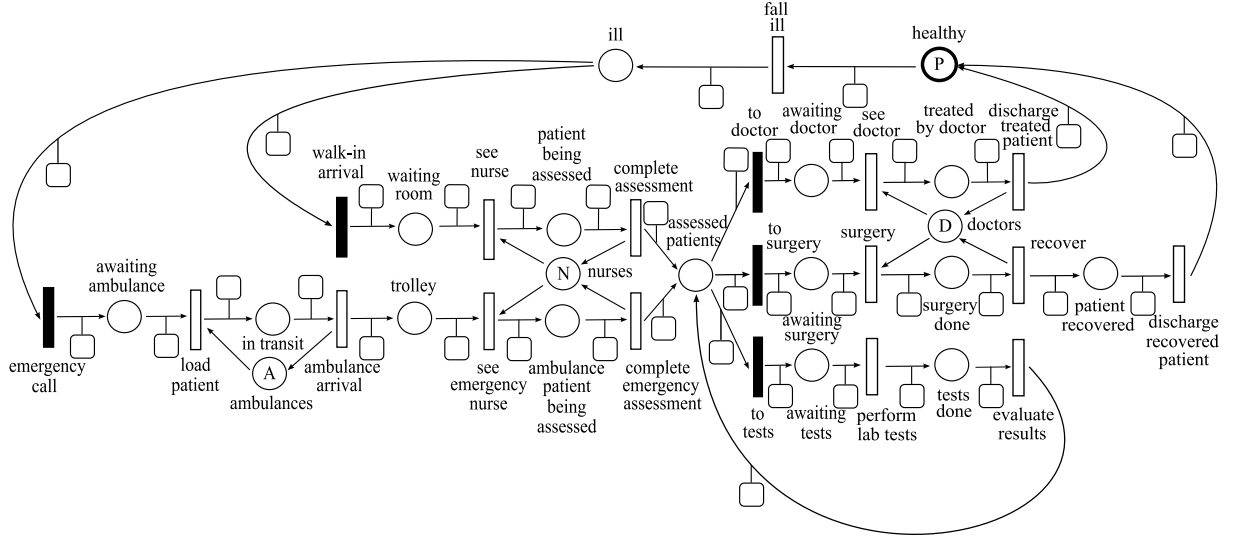 fall
ill
ill
healthy
P
to
doctor
awaiting
doctor
see
doctor
treated
by doctor
discharge
treated
patient
walk-in
arrival
waiting
room
see
nurse
patient
being
assessed
complete
assessment
assessed
patients
D
doctors
to
surgery
surgery
recover
N
nurses
awaiting
ambulance
trolley
awaiting
surgery
surgery
done
patient
recovered
discharge
recovered
patient
emergency
call
load
patient
in transit
A
ambulances
ambulance
arrival
see
emergency
nurse
ambulance
patient
being
assessed
complete
emergency
assessment
to
tests
awaiting
tests
perform
lab tests
tests
done
evaluate
results